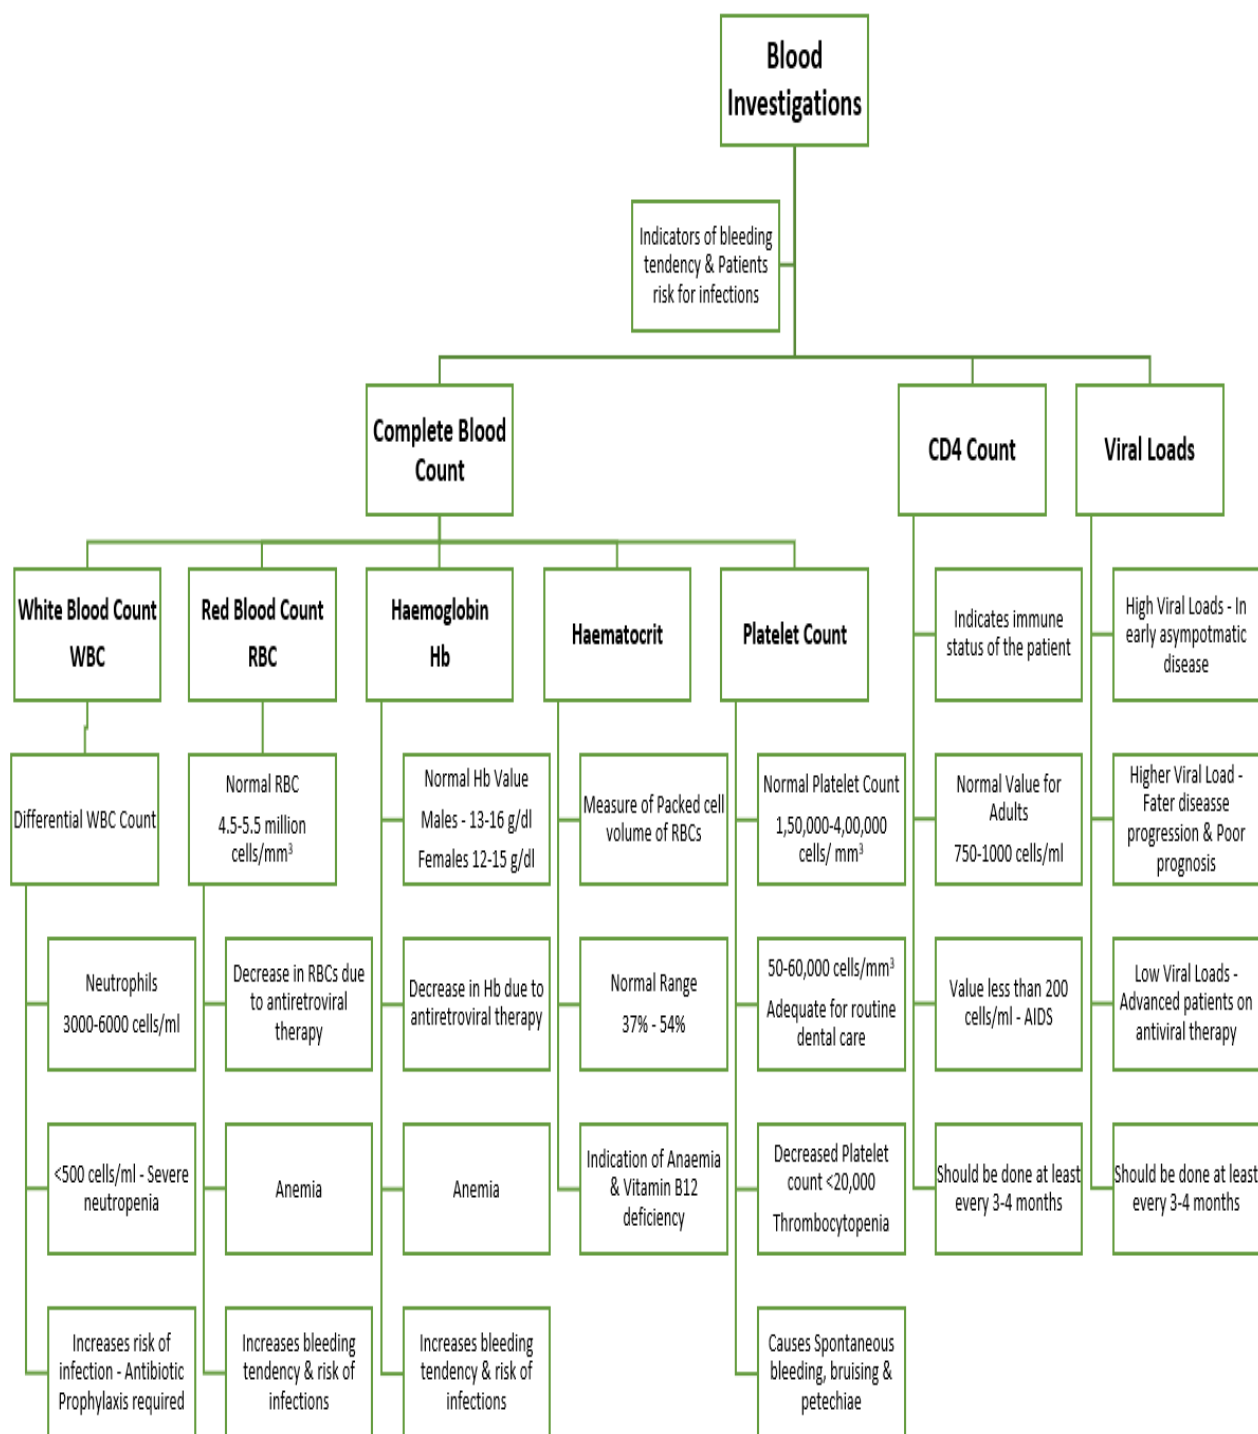 Blood
Investigations
Indicators of bleeding
tendency & Patients
risk for infections
Complete Blood
Count
CD4 Count
Viral Loads
White Blood Count
WBC
Red Blood Count
RBC
Haemoglobin
Hb
Haematocrit
Platelet Count
Indicates immune
status of the patient
High Viral Loads - In
early asympotmatic
disease
Differential WBC Count
Normal RBC
4.5-5.5 million
cells/mm³
Normal Hb Value
Males - 13-16 g/dl
Females 12-15 g/dl
Measure of Packed cell
volume of RBCs
Normal Platelet Count
1,50,000-4,00,000
cells/ mm³
Normal Value for
Adults
750-1000 cells/ml
Higher Viral Load -
Fater diseasse
progression & Poor
prognosis
Neutrophils
3000-6000 cells/ml
Decrease in RBCs due
to antiretroviral
therapy
Decrease in Hb due to
antiretroviral therapy
Normal Range
37% - 54%
50-60,000 cells/mm³
Adequate for routine
dental care
Value less than 200
cells/ml - AIDS
Low Viral Loads -
Advanced patients on
antiviral therapy
<500 cells/ml - Severe
neutropenia
Anemia
Anemia
Indication of Anaemia
& Vitamin B12
deficiency
Decreased Platelet
count <20,000
Thrombocytopenia
Should be done at least
every 3-4 months
Should be done at least
every 3-4 months
Increases risk of
infection - Antibiotic
Prophylaxis required
Increases bleeding
tendency & risk of
infections
Increases bleeding
tendency & risk of
infections
Causes Spontaneous
bleeding, bruising &
petechiae